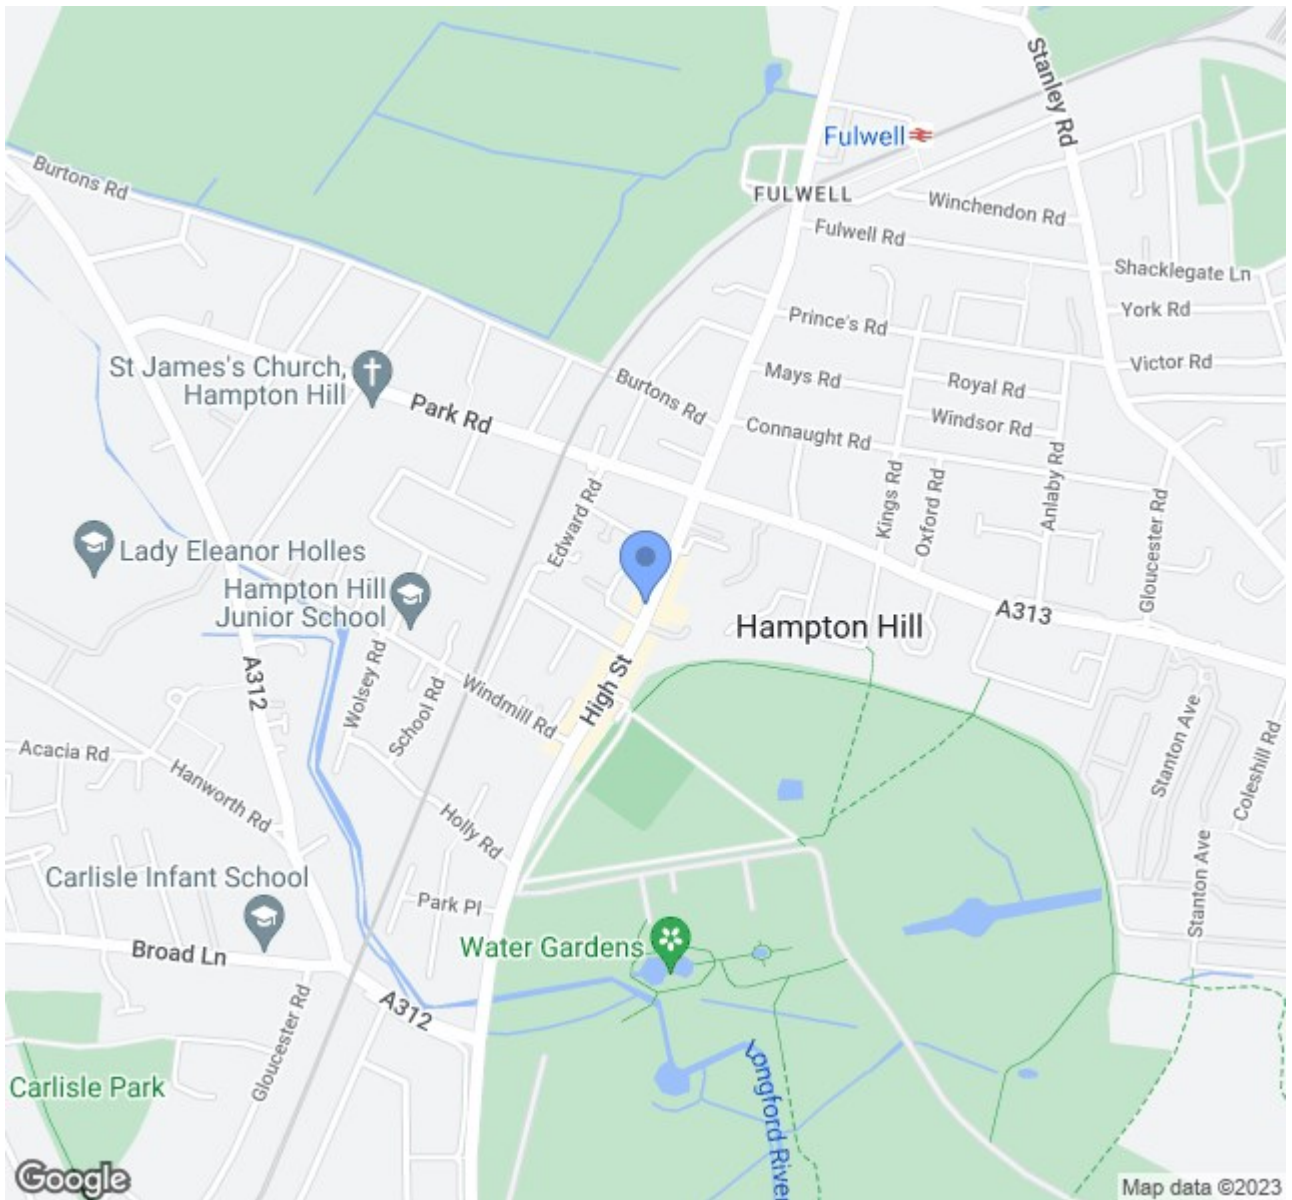 Stanley Rd
Fulwell
FULWELL
Burtons Rd
Winchendon Rd
Fulwell Rd
Shacklegate Ln
York Rd
Prince's Rd
Victor Rd
St James's Church,
Hampton Hill
Mays Rd
Royal Rd
Burtons Rd
Windsor Rd
Park Rd
Connaught Rd
Kings Rd
Oxford Rd
Anlaby Rd
Gloucester Rd
Edward Rd
Lady Eleanor Holles
Hampton Hill
Junior School
Hampton Hill
A313
A312
Wolsey Rd
School Rd
Windmill Rd
High St
Stanton Ave
Coleshill Rd
Acacia Rd
Hanworth Rd
Holly Rd
Carlisle Infant School
Park Pl
Stanton Ave
Broad Ln
Water Gardens
A312
Gloucester Rd
Longford River
Carlisle Park
Google
Map data ©2023